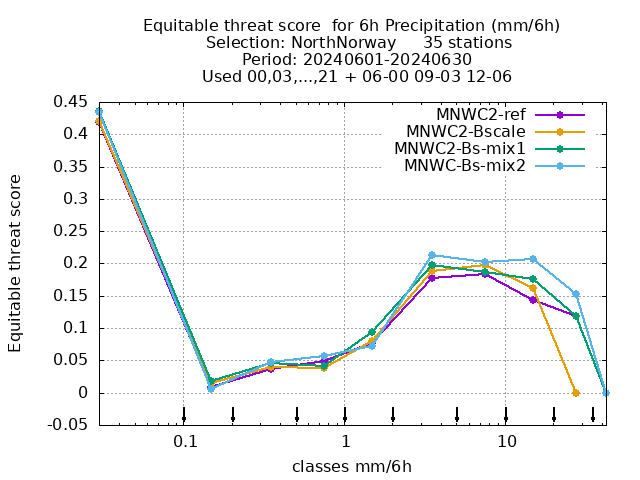 Equitable threat score  for 6h Precipitation (mm/6h)
Selection: NorthNorway     35 stations
Period: 20240601-20240630
Used 00,03,...,21 + 06-00 09-03 12-06
Equitable threat score
0.45
0.4
0.35
0.3
0.25
0.2
0.15
0.1
0.05
0
-0.05
MNWC2-ref
MNWC2-Bscale
MNWC2-Bs-mix1
MNWC-Bs-mix2
0.1
1
10
classes mm/6h